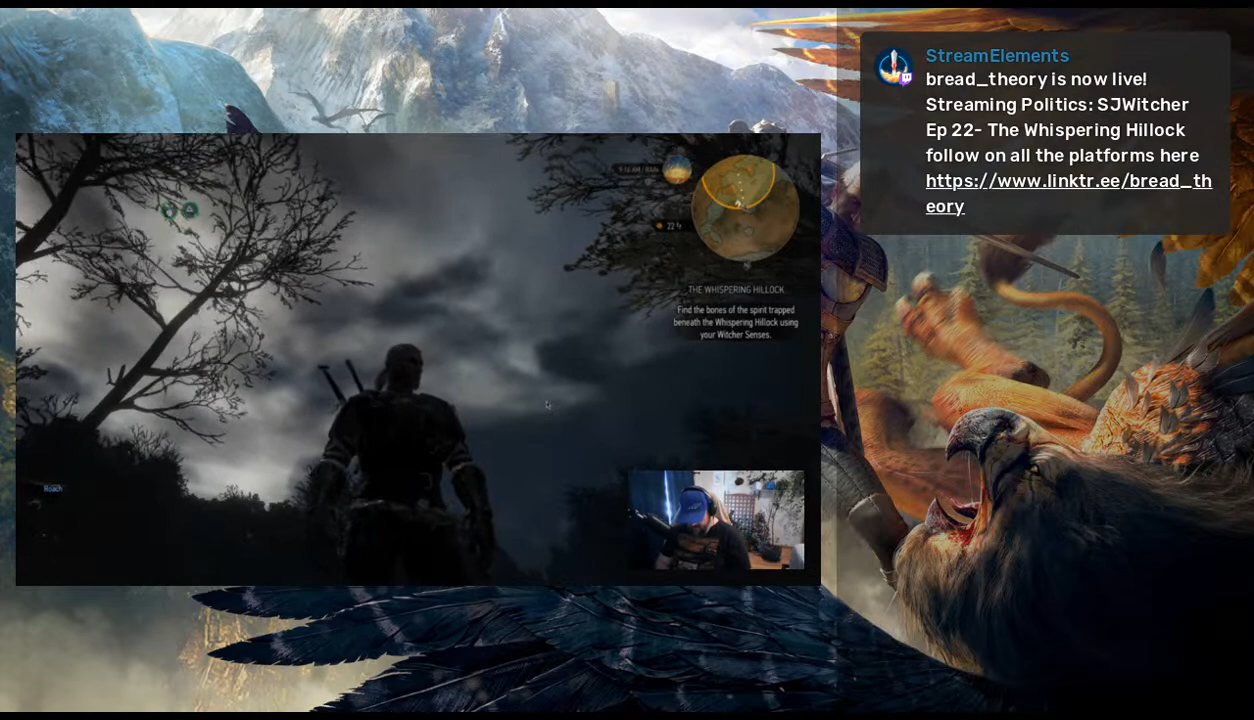 StreamElements
bread_theory is now live!
Streaming Politics: SJWitcher
Ep 22- The Whispering Hillock
follow on all the platforms here
https://www.linktr.ee/bread_th
eory
THE WHISPERING HILLOCK
Find the bones of the spirit trapped
beneath the Whispering Hillock using
your Witcher Senses.
Roach